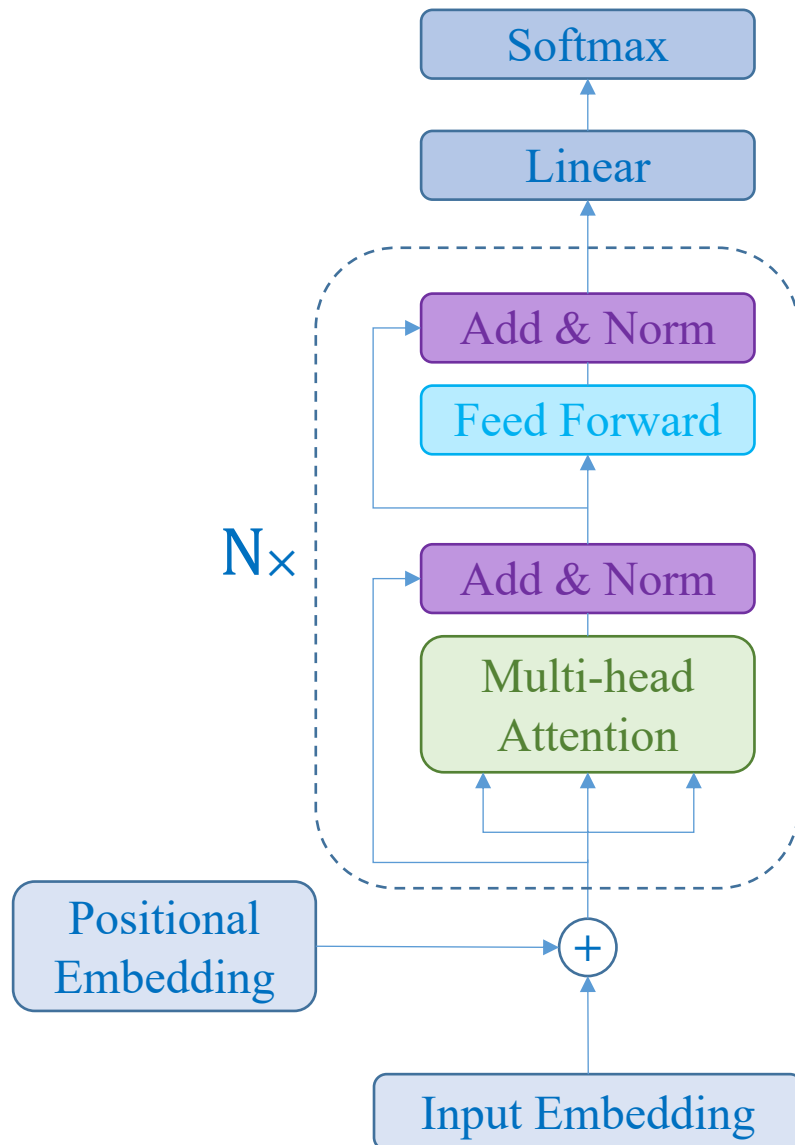 Softmax
Linear
Add & Norm
Feed Forward
N×
Add & Norm
Multi-head
Attention
Positional
Embedding
+
Input Embedding